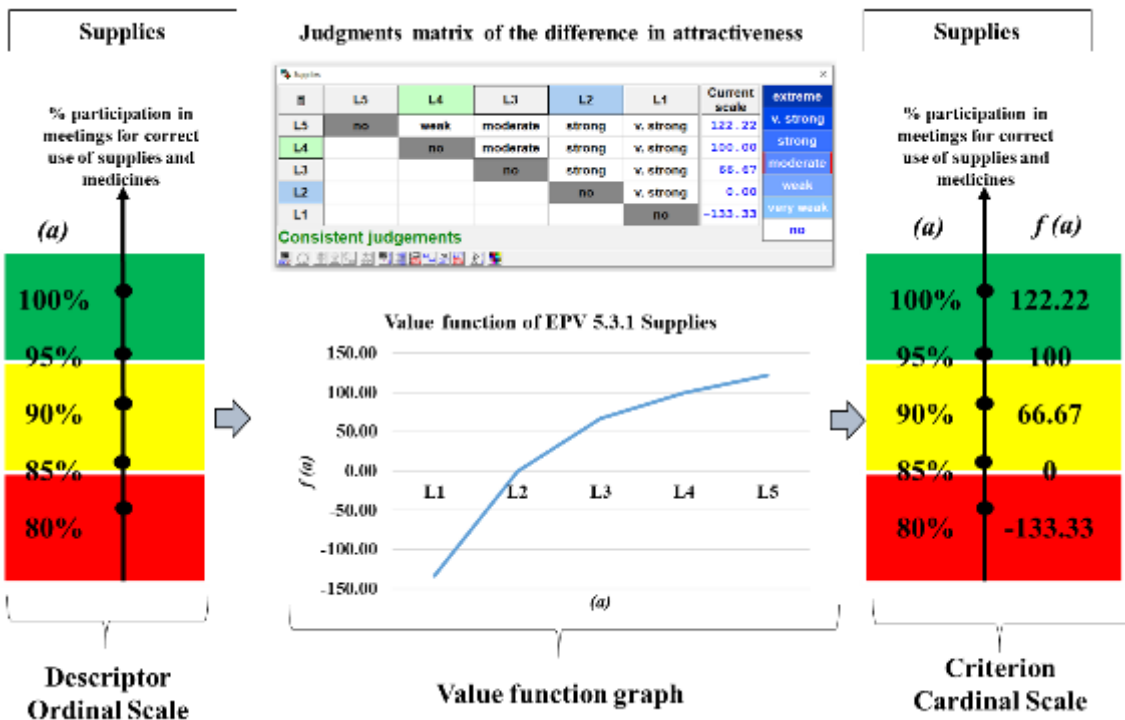 Supplies
% participation in
meetings for correct
use of supplies and
medicines
(a)
100%
95%
90%
85%
80%
Descriptor
Ordinal Scale
Judgments matrix of the difference in attractiveness
Supplies
L5 L4 L3 L2 L1 Current scale
L5 no weak moderate strong v. strong 122.22
L4 no moderate strong v. strong 100.00
L3 no strong v. strong 66.67
L2 no v. strong 0.00
L1 no -133.33
Consistent judgements
extreme
v. strong
strong
moderate
weak
very weak
no
Value function of EPV 5.3.1 Supplies
150.00
100.00
50.00
0.00
-50.00
-100.00
-150.00
f (a)
L1 L2 L3 L4 L5
(a)
Value function graph
Supplies
% participation in
meetings for correct
use of supplies and
medicines
(a) f (a)
100% 122.22
95% 100
90% 66.67
85% 0
80% -133.33
Criterion
Cardinal Scale